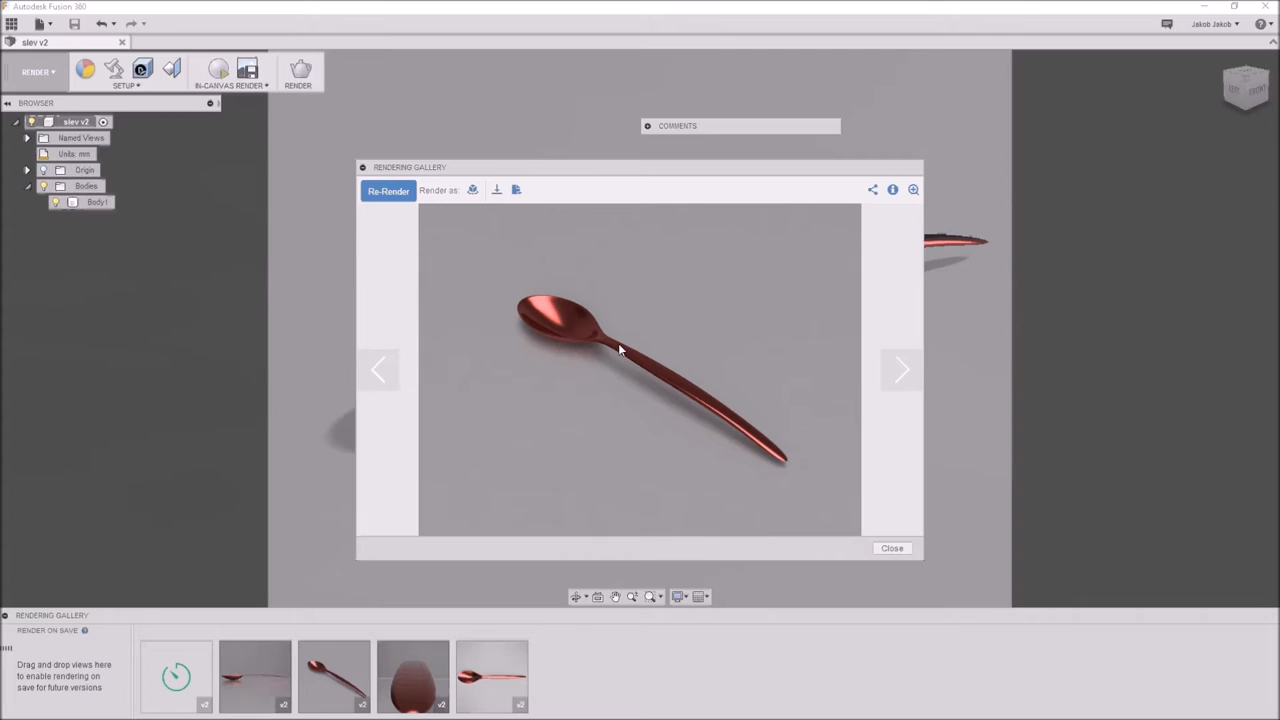 Autodesk Fusion 360
Jakob Jakob
slev v2
RENDER
SETUP
IN-CANVAS RENDER
RENDER
BROWSER
slev v2
Named Views
Units: mm
Origin
Bodies
Body1
LEFT FRONT
COMMENTS
RENDERING GALLERY
Re-Render Render as:
Close
RENDERING GALLERY
RENDER ON SAVE
Drag and drop views here
to enable rendering on
save for future versions
v2 v2 v2 v2 v2